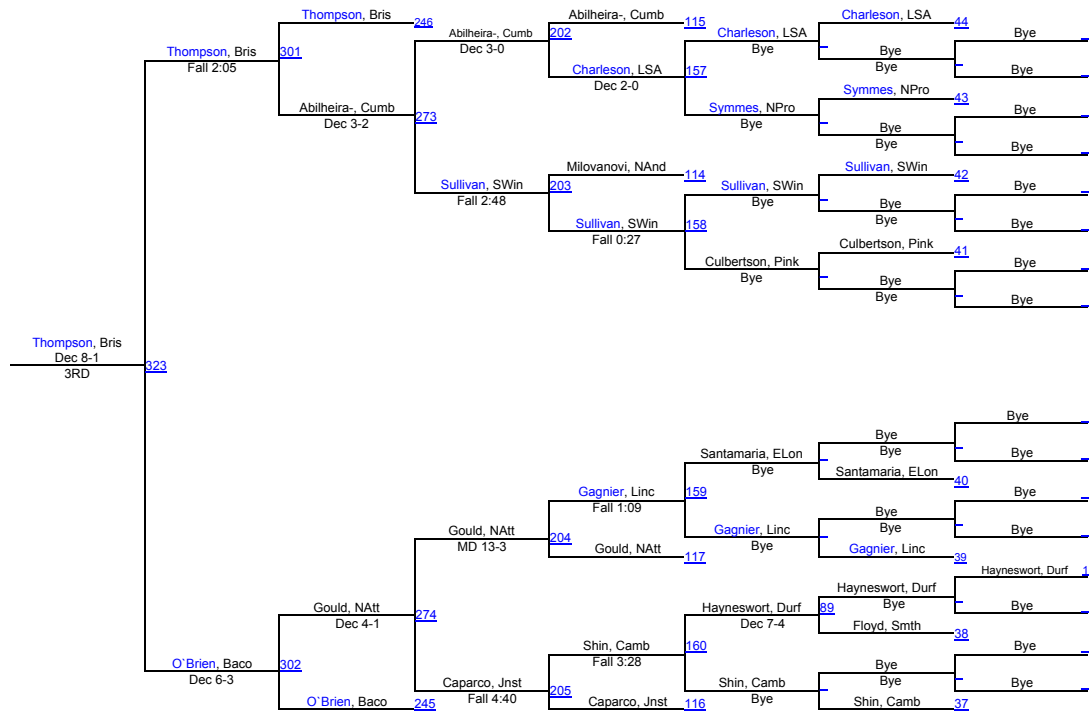 Thompson, Bris
246
Abilheira-, Cumb
115
Charleson, LSA
44
Abilheira-, Cumb
202
Charleson, LSA
Bye
Dec 3-0
Bye
Thompson, Bris
301
Bye
Fall 2:05
Charleson, LSA
157
Bye
Bye
Dec 2-0
Symmes, NPro
43
Abilheira-, Cumb
273
Symmes, NPro
Bye
Dec 3-2
Bye
Bye
Bye
Bye
Milovanovi, NAnd
114
Sullivan, SWin
42
Sullivan, SWin
203
Sullivan, SWin
Bye
Fall 2:48
Bye
Bye
Sullivan, SWin
158
Bye
Bye
Fall 0:27
Culbertson, Pink
41
Culbertson, Pink
Bye
Bye
Bye
Bye
Bye
Thompson, Bris
Dec 8-1
323
3RD
Bye
Bye
Santamaria, ELon
Bye
Bye
Bye
Santamaria, ELon
40
Gagnier, Linc
159
Bye
Fall 1:09
Bye
Gould, NAtt
204
Gagnier, Linc
Bye
Bye
MD 13-3
Bye
Gould, NAtt
117
Gagnier, Linc
39
Hayneswort, Durf
1
Hayneswort, Durf
Gould, NAtt
274
Hayneswort, Durf
89
Bye
Bye
Dec 4-1
Dec 7-4
Floyd, Smth
38
Shin, Camb
160
Bye
O`Brien, Baco
302
Fall 3:28
Bye
Dec 6-3
Caparco, Jnst
205
Shin, Camb
Bye
Bye
Fall 4:40
Bye
O`Brien, Baco
245
Caparco, Jnst
116
Shin, Camb
37